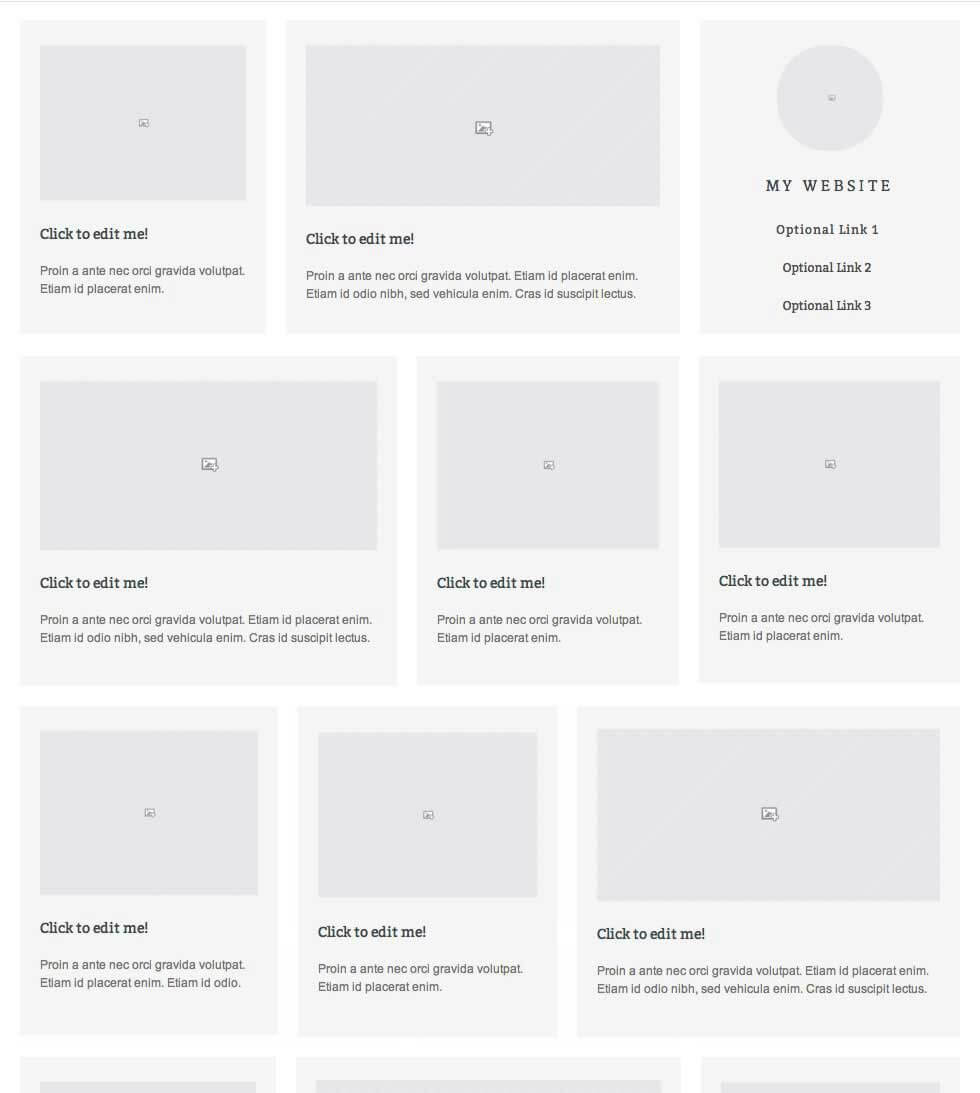 Click to edit me!
Proin a ante nec orci gravida volutpat.
Etiam id placerat enim.
Click to edit me!
Proin a ante nec orci gravida volutpat. Etiam id placerat enim.
Etiam id odio nibh, sed vehicula enim. Cras id suscipit lectus.
MY WEBSITE
Optional Link 1
Optional Link 2
Optional Link 3
Click to edit me!
Proin a ante nec orci gravida volutpat. Etiam id placerat enim.
Etiam id odio nibh, sed vehicula enim. Cras id suscipit lectus.
Click to edit me!
Proin a ante nec orci gravida volutpat.
Etiam id placerat enim.
Click to edit me!
Proin a ante nec orci gravida volutpat.
Etiam id placerat enim.
Click to edit me!
Proin a ante nec orci gravida volutpat.
Etiam id placerat enim. Etiam id odio.
Click to edit me!
Proin a ante nec orci gravida volutpat.
Etiam id placerat enim.
Click to edit me!
Proin a ante nec orci gravida volutpat. Etiam id placerat enim.
Etiam id odio nibh, sed vehicula enim. Cras id suscipit lectus.